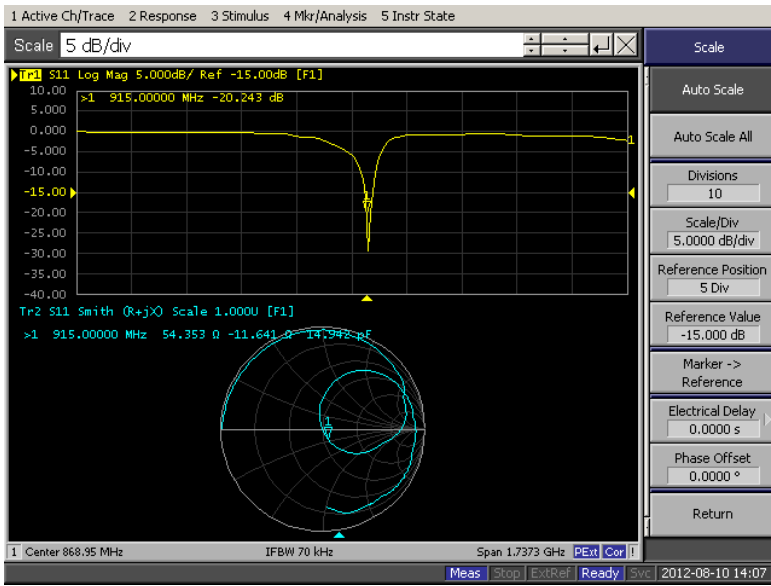 1 Active Ch/Trace 2 Response 3 Stimulus 4 Mkr/Analysis 5 Instr State
Scale 5 dB/div
Scale
Tr1 S11 Log Mag 5.000dB/ Ref -15.00dB [F1]
>1 915.00000 MHz -20.243 dB
10.00
5.000
0.000
-5.000
-10.00
-15.00
-20.00
-25.00
-30.00
-35.00
-40.00
1
1
Tr2 S11 Smith (R+jX) Scale 1.000U [F1]
>1 915.00000 MHz 54.353 Ω -11.641 Ω 14.942 pF
1
1 Center 868.95 MHz IFBW 70 kHz Span 1.7373 GHz PExt Cor !
Auto Scale
Auto Scale All
Divisions
10
Scale/Div
5.0000 dB/div
Reference Position
5 Div
Reference Value
-15.000 dB
Marker ->
Reference
Electrical Delay
0.0000 s
Phase Offset
0.0000 °
Return
Meas Stop ExtRef Ready Svc 2012-08-10 14:07